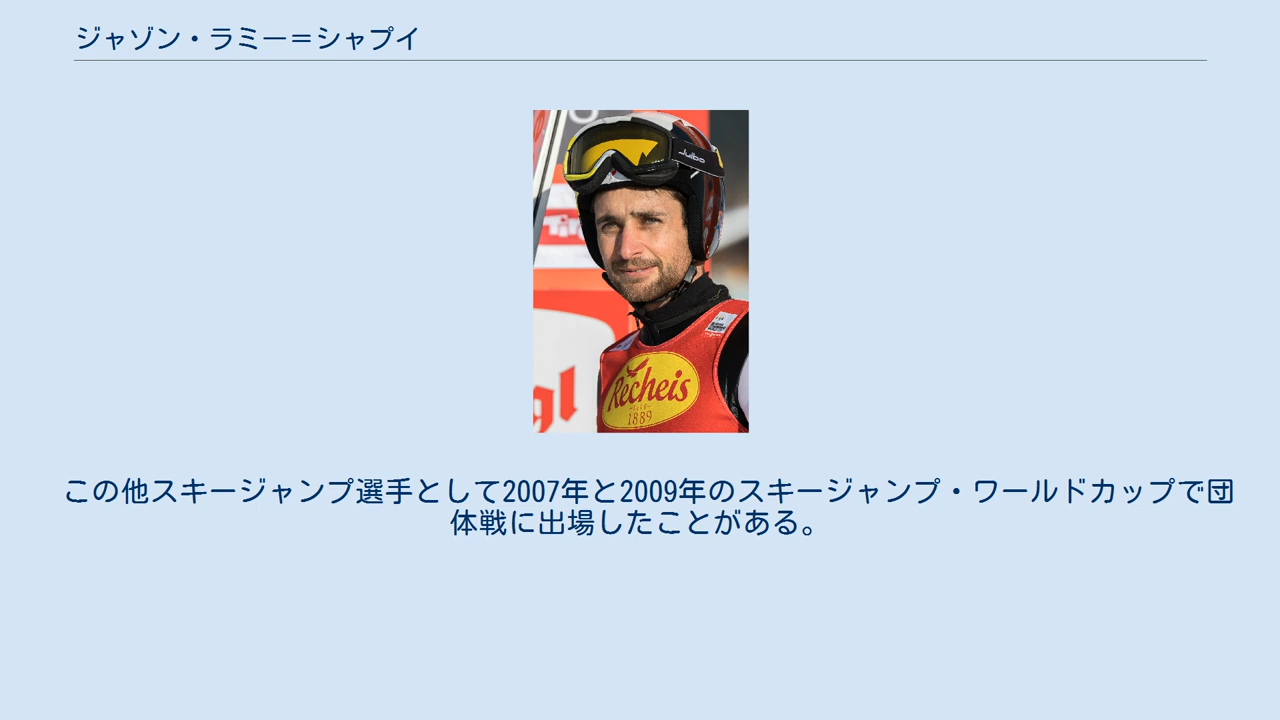 ジャゾン・ラミー＝シャプイ
Julbo
Recheis
1889
gl
この他スキージャンプ選手として2007年と2009年のスキージャンプ・ワールドカップで団
体戦に出場したことがある。